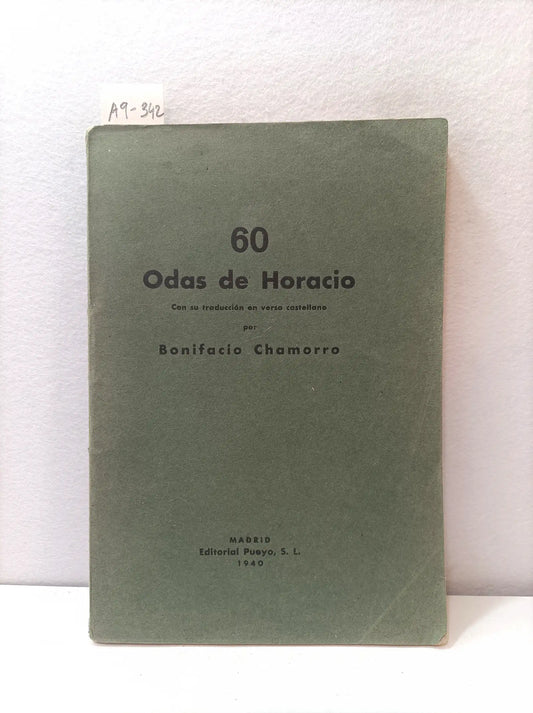 A9-342
60
Odas de Horacio
Con su traducción en verso castellano
por
Bonifacio Chamorro
MADRID
Editorial Pueyo, S. L.
1940